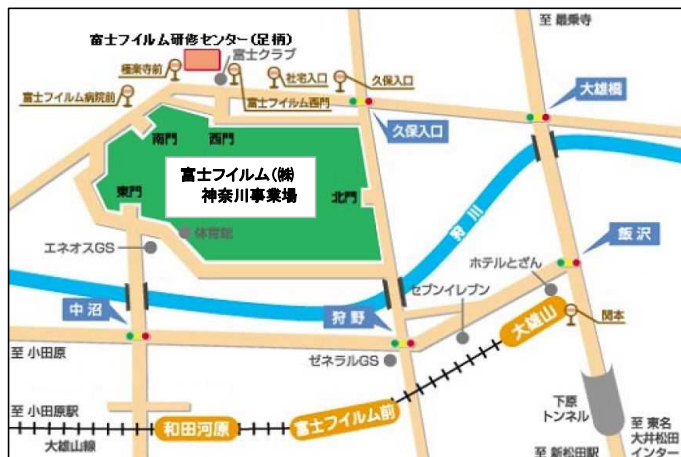 至 最乗寺
富士フイルム研修センター(足柄)
富士クラブ
極楽寺前
社宅入口
久保入口
富士フイルム病院前
富士フイルム西門
大雄橋
久保入口
南門
西門
富士フイルム(㈱)
神奈川事業場
東門
北門
狩川
飯沢
体育館
エネオスGS
ホテルとざん
セブンイレブン
中沼
狩野
大雄山
関本
至 小田原
ゼネラルGS
下原
トンネル
至 小田原駅
和田河原
富士フイルム前
至 東名
大井松田
インター
大雄山線
至 新松田駅